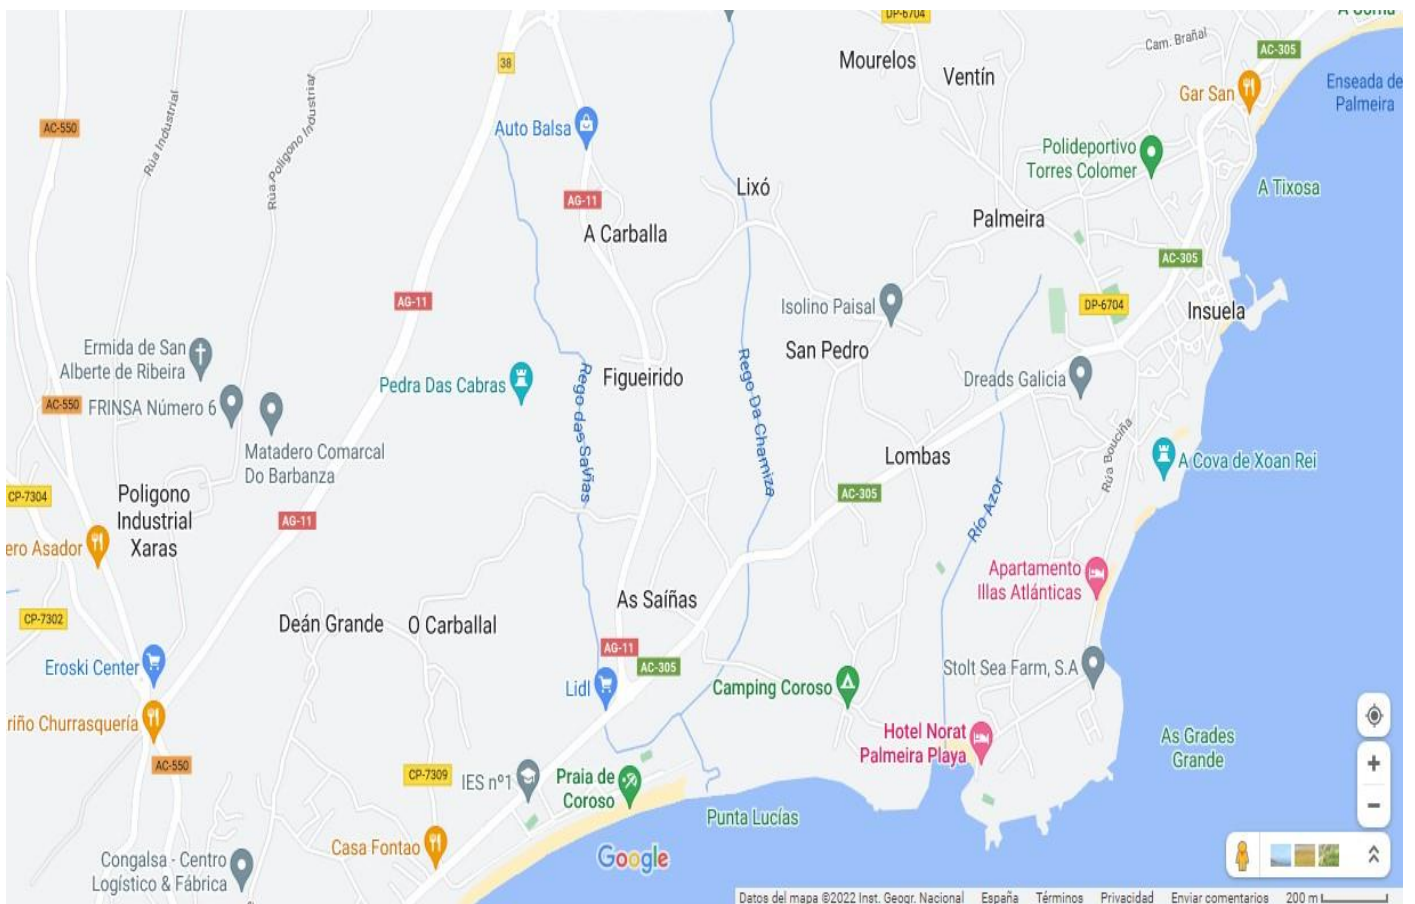 DP-6704
A Corna
Cam. Brañal
AC-305
38
Mourelos
Ventín
Enseada de
Palmeira
Gar San
AC-550
Rúa Industrial
Rúa Polígono Industrial
Auto Balsa
Polideportivo
Torres Colomer
A Tixosa
AG-11
Lixó
A Carballa
Palmeira
AC-305
AG-11
Isolino Paisal
DP-6704
Insuela
Ermida de San
Alberte de Ribeira
San Pedro
Pedra Das Cabras
Figueirido
Dreads Galicia
AC-550
FRINSA Número 6
Rego das Saíñas
Rego Da Chamiza
Matadero Comarcal
Do Barbanza
Lombas
Rúa Bouciña
A Cova de Xoan Rei
CP-7304
Poligono
Industrial
Xaras
AG-11
AC-305
Río Azor
ero Asador
Apartamento
Illas Atlánticas
As Saíñas
CP-7302
Deán Grande
O Carballal
AG-11
AC-305
Eroski Center
Stolt Sea Farm, S.A
Lidl
Camping Coroso
riño Churrasquería
Hotel Norat
Palmeira Playa
As Grades
Grande
AC-550
CP-7309
IES nº1
Praia de
Coroso
Punta Lucías
Casa Fontao
Google
Congalsa - Centro
Logístico & Fábrica
Datos del mapa ©2022 Inst. Geogr. Nacional España Términos Privacidad Enviar comentarios 200 m